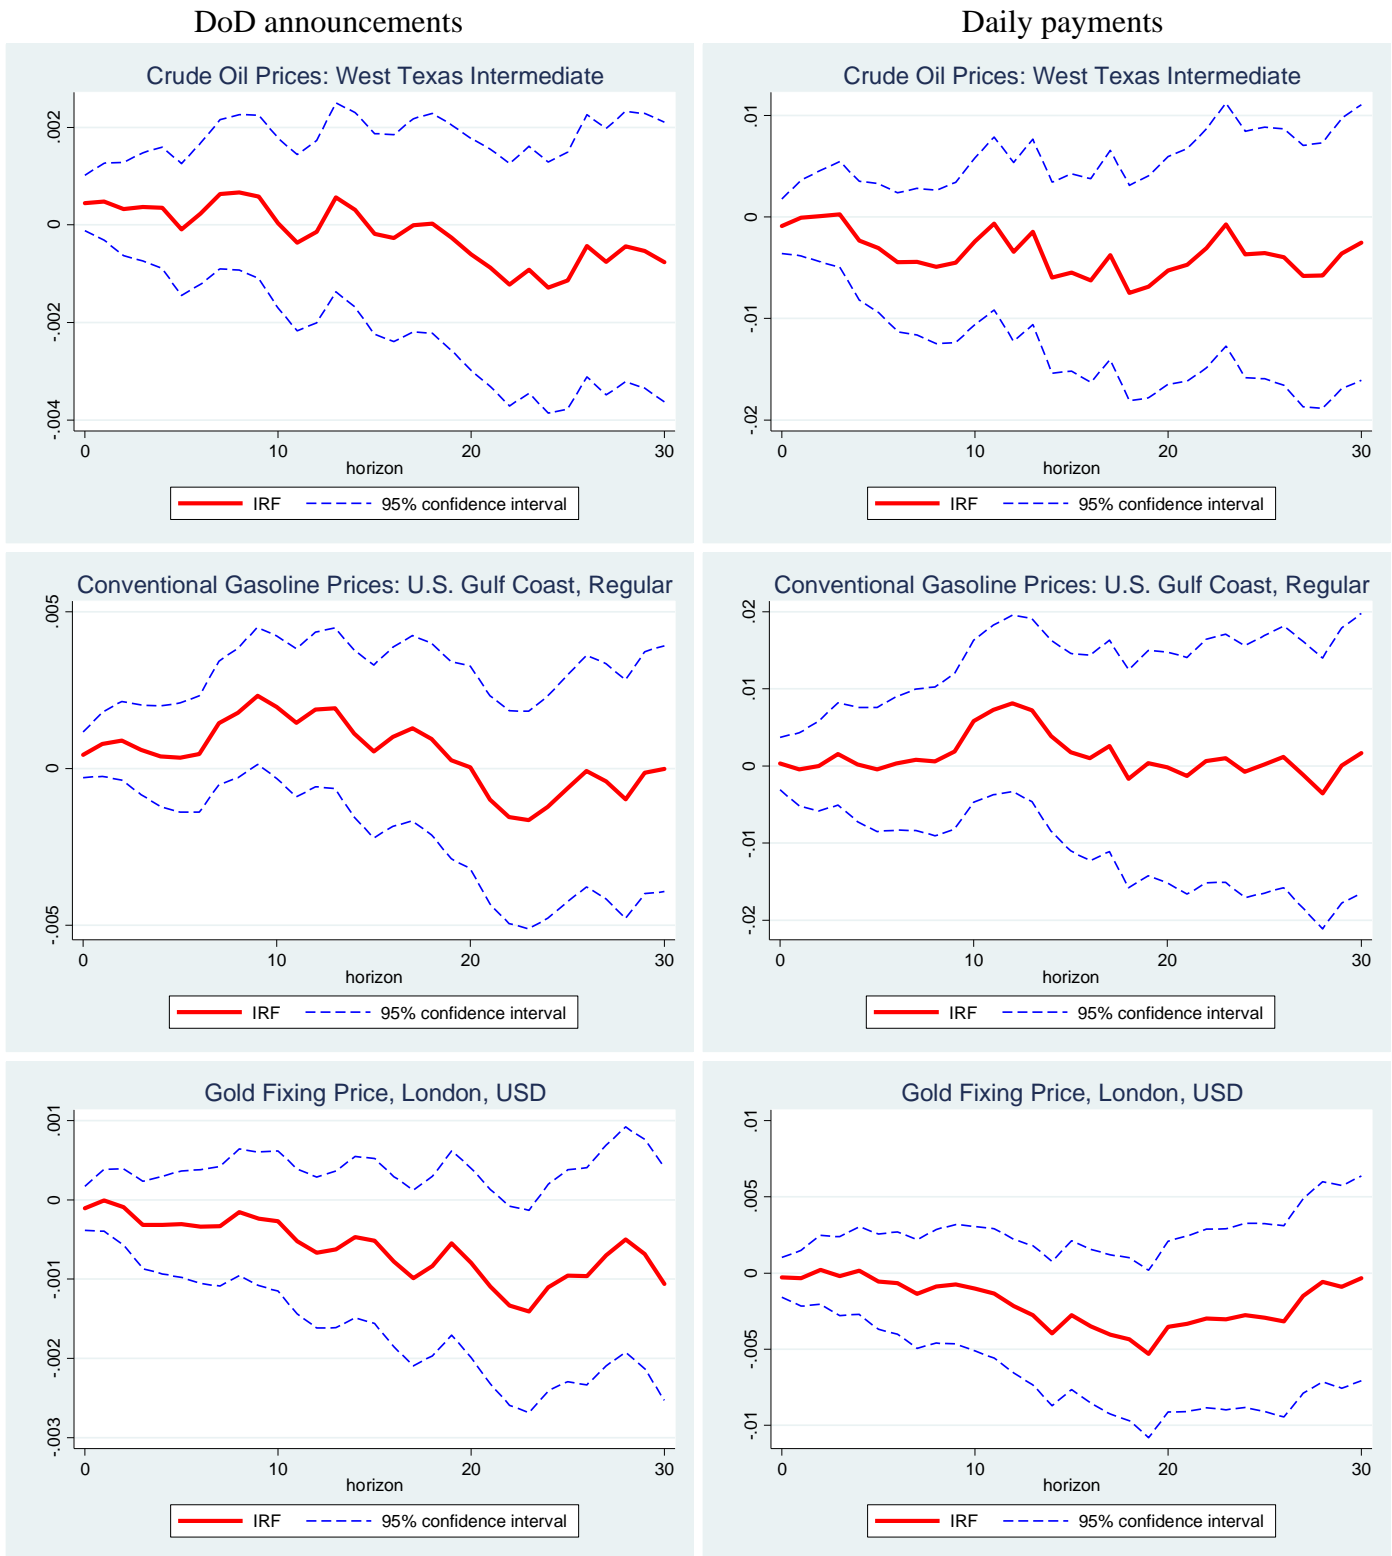 DoD announcements
Daily payments
Crude Oil Prices: West Texas Intermediate
.002
0
-.002
-.004
0 10 20 30
horizon
IRF 95% confidence interval
Crude Oil Prices: West Texas Intermediate
.01
0
-.01
-.02
0 10 20 30
horizon
IRF 95% confidence interval
Conventional Gasoline Prices: U.S. Gulf Coast, Regular
.005
0
-.005
0 10 20 30
horizon
IRF 95% confidence interval
Conventional Gasoline Prices: U.S. Gulf Coast, Regular
.02
.01
0
-.01
-.02
0 10 20 30
horizon
IRF 95% confidence interval
Gold Fixing Price, London, USD
.001
0
-.001
-.002
-.003
0 10 20 30
horizon
IRF 95% confidence interval
Gold Fixing Price, London, USD
.01
.005
0
-.005
-.01
0 10 20 30
horizon
IRF 95% confidence interval